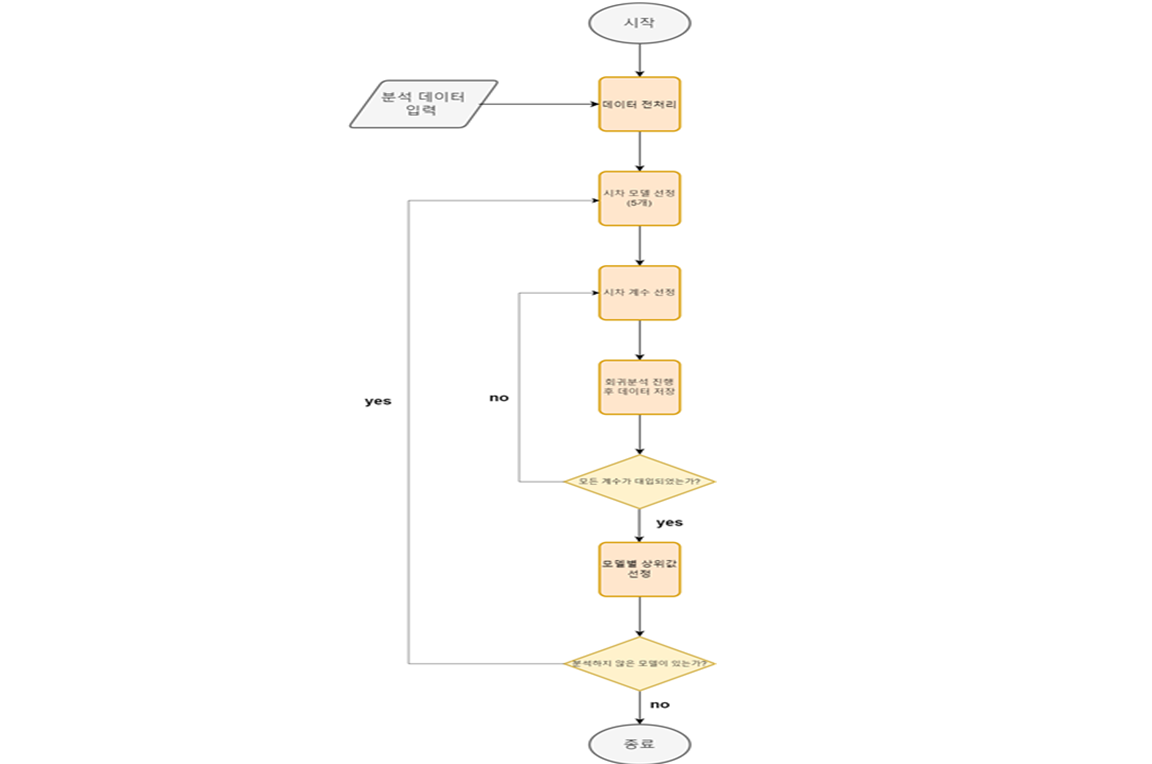 시작
분석 데이터
입력
데이터 전처리
시차 모델 선정
(5개)
시차 계수 선정
회귀분석 진행
후 데이터 저장
yes
no
모든 계수가 대입되었는가?
yes
모델별 상위값
선정
분석하지 않은 모델이 있는가?
no
종료